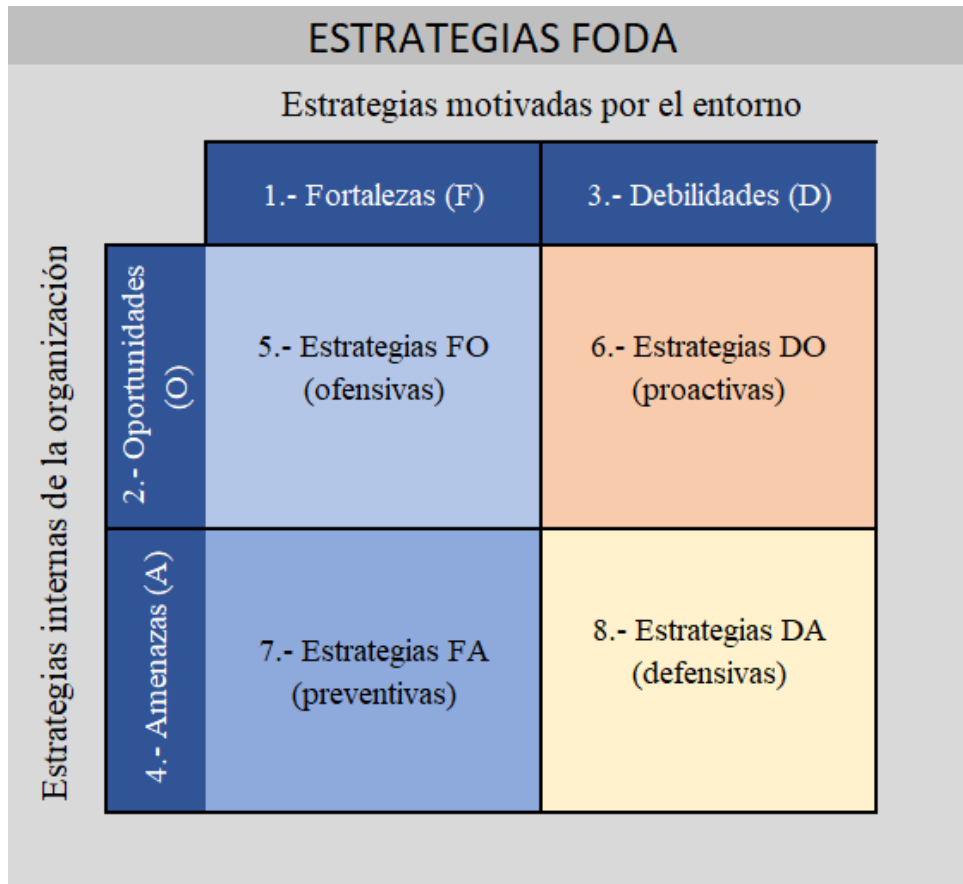 ESTRATEGIAS FODA
Estrategias motivadas por el entorno
1.- Fortalezas (F)
3.- Debilidades (D)
Estrategias internas de la organización
2.- Oportunidades
(O)
5.- Estrategias FO
(ofensivas)
6.- Estrategias DO
(proactivas)
4.- Amenazas (A)
7.- Estrategias FA
(preventivas)
8.- Estrategias DA
(defensivas)